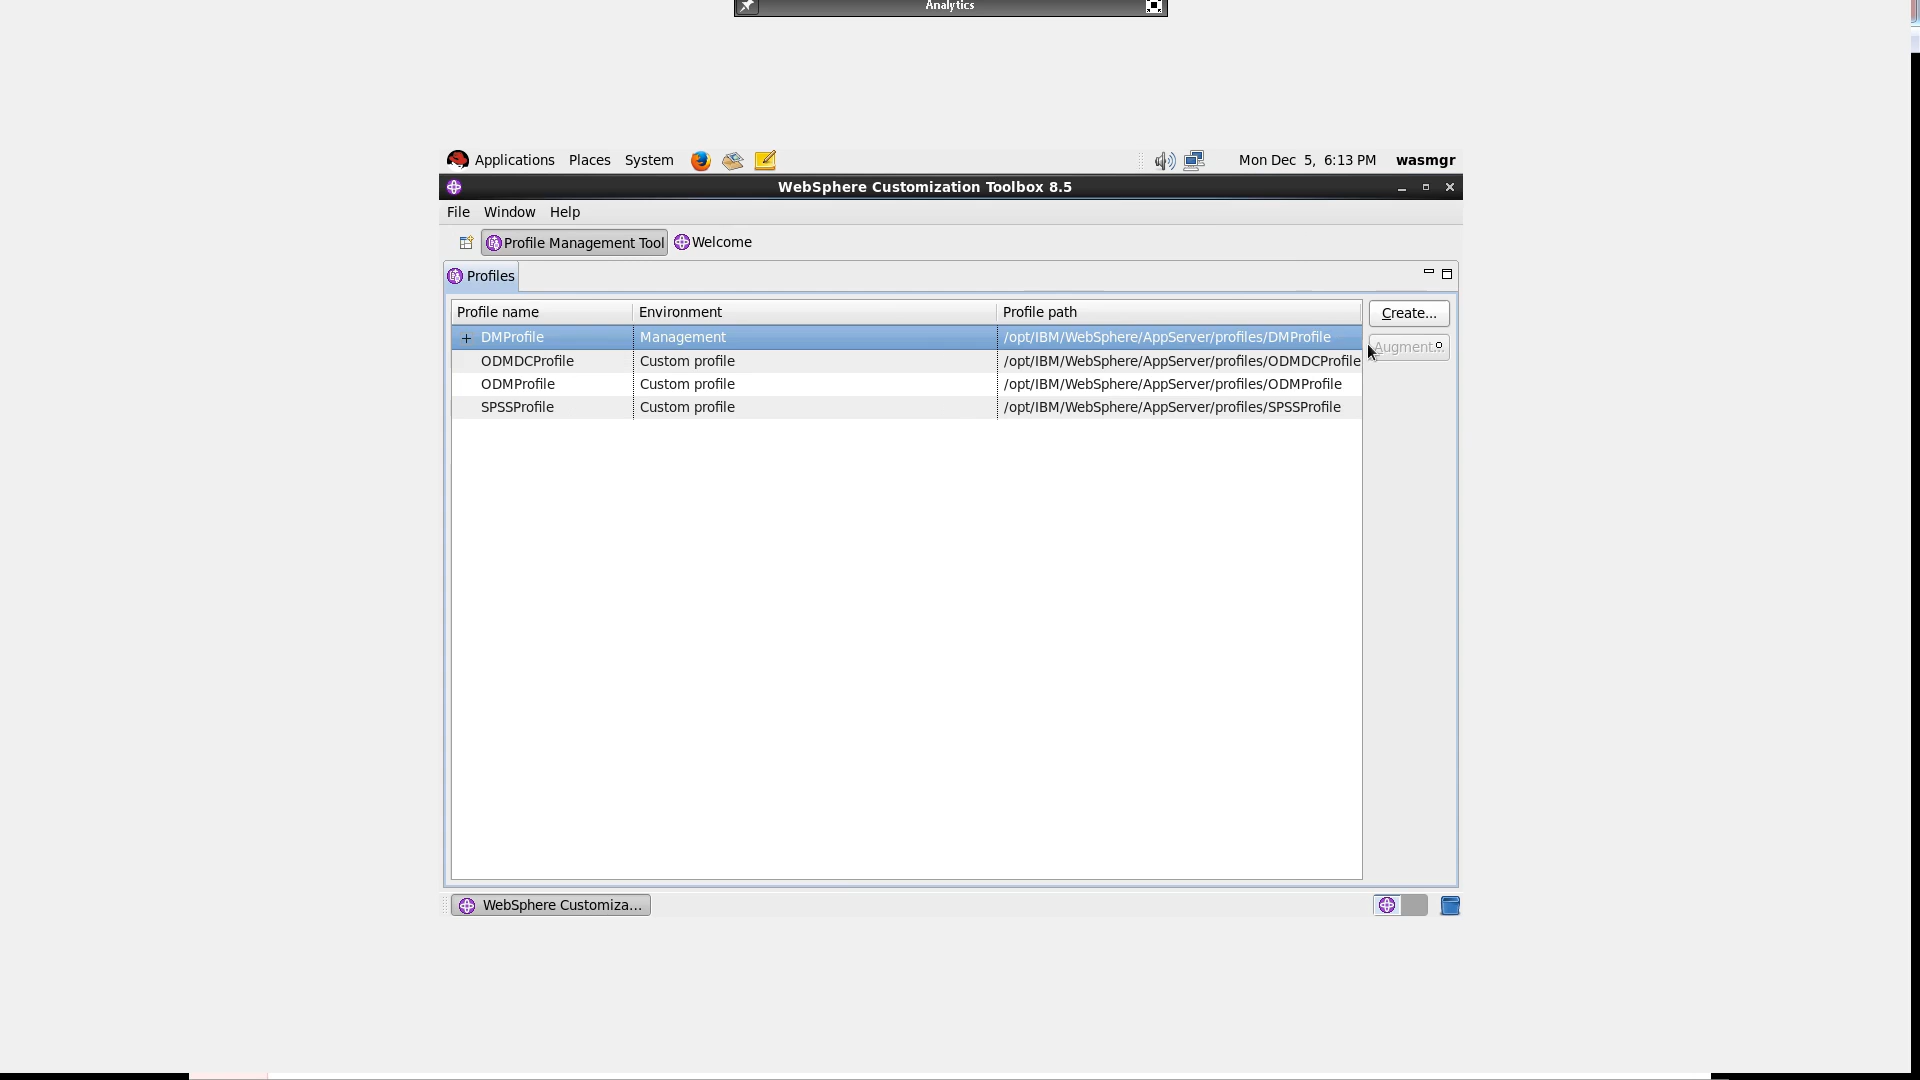 Analytics
Applications Places System Mon Dec 5, 6:13 PM wasmgr
WebSphere Customization Toolbox 8.5
File Window Help
Profile Management Tool Welcome
Profiles
Profile name Environment Profile path Create...
DMProfile Management /opt/IBM/WebSphere/AppServer/profiles/DMProfile Augment...
ODMDCProfile Custom profile /opt/IBM/WebSphere/AppServer/profiles/ODMDCProfile
ODMProfile Custom profile /opt/IBM/WebSphere/AppServer/profiles/ODMProfile
SPSSProfile Custom profile /opt/IBM/WebSphere/AppServer/profiles/SPSSProfile
WebSphere Customiza...